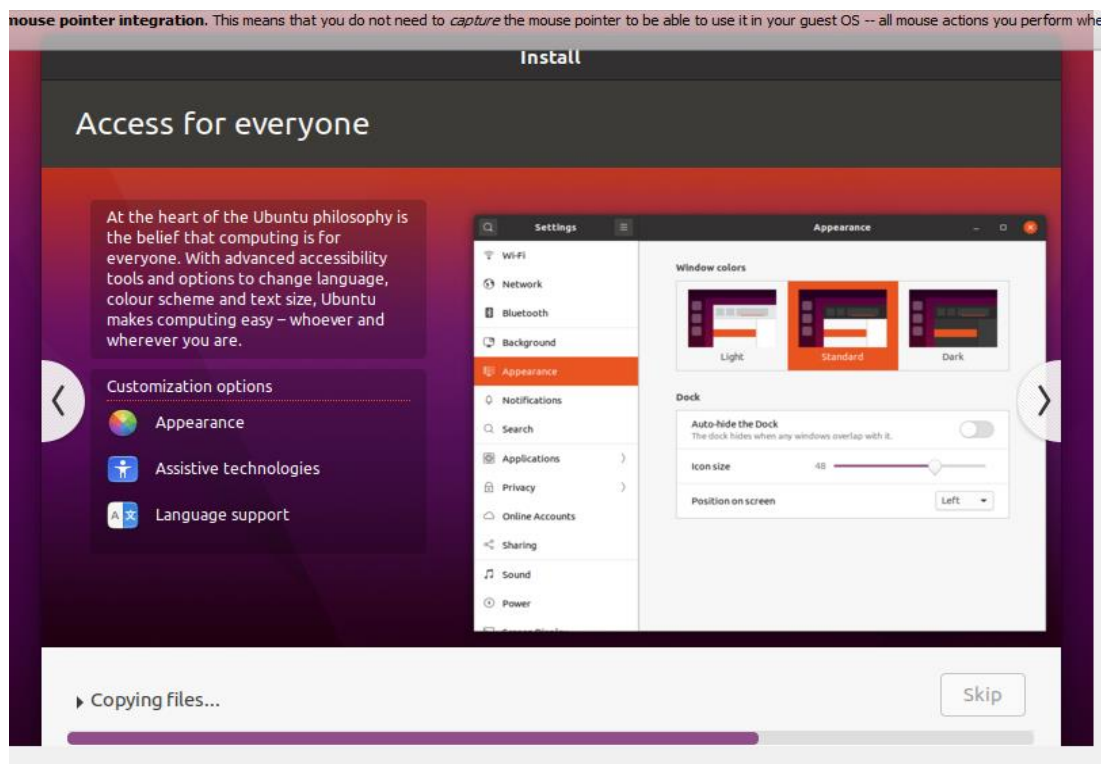 mouse pointer integration. This means that you do not need to capture the mouse pointer to be able to use it in your guest OS -- all mouse actions you perform whe
Install
Access for everyone
At the heart of the Ubuntu philosophy is
the belief that computing is for
everyone. With advanced accessibility
tools and options to change language,
colour scheme and text size, Ubuntu
makes computing easy – whoever and
wherever you are.
Customization options
Appearance
Assistive technologies
Language support
Settings
Appearance
Wi-Fi
Network
Bluetooth
Background
Appearance
Notifications
Search
Applications
Privacy
Online Accounts
Sharing
Sound
Power
Window colors
Light
Standard
Dark
Dock
Auto-hide the Dock
The dock hides when any windows overlap with it.
Icon size
48
Position on screen
Left
Copying files...
Skip